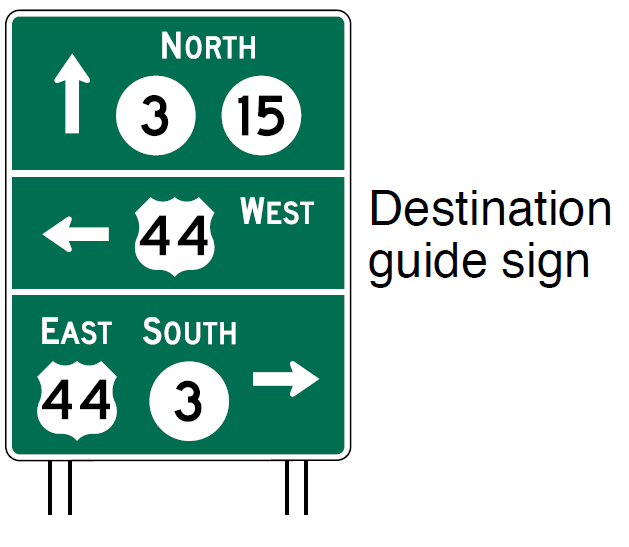 NORTH
3 15
44 WEST
EAST SOUTH
44 3
Destination
guide sign